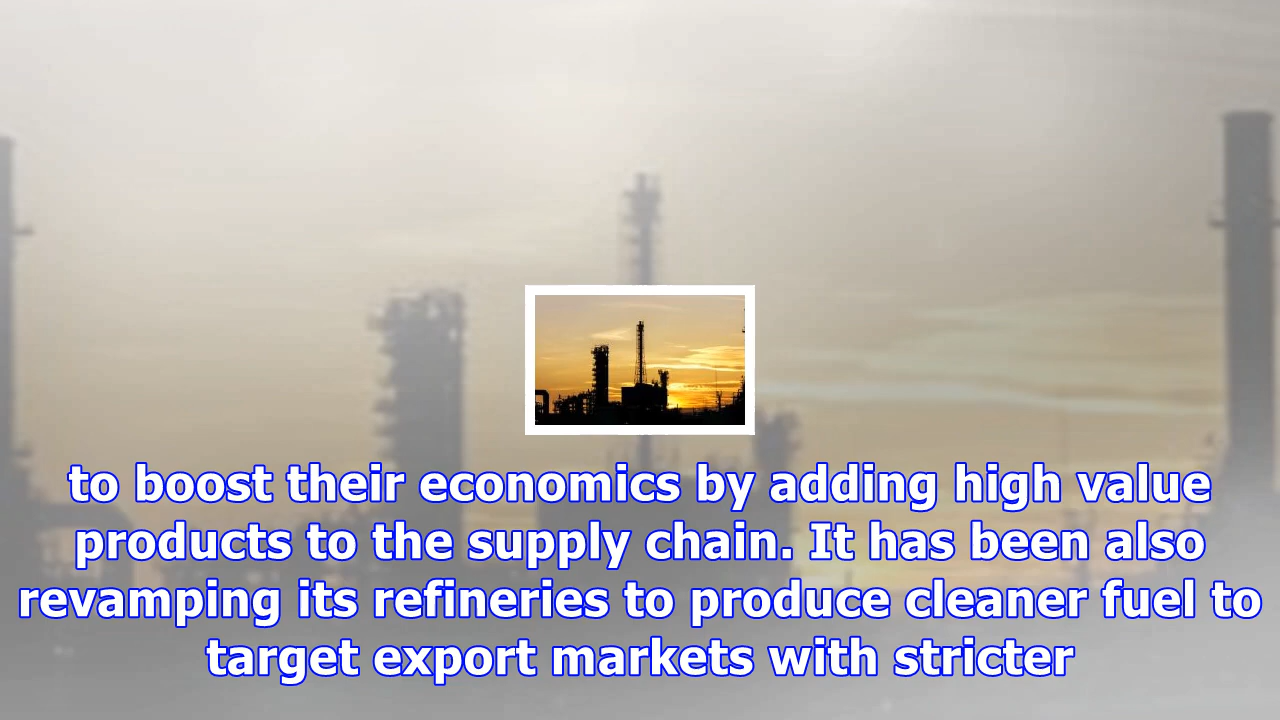 to boost their economics by adding high value
products to the supply chain. It has been also
revamping its refineries to produce cleaner fuel to
target export markets with stricter